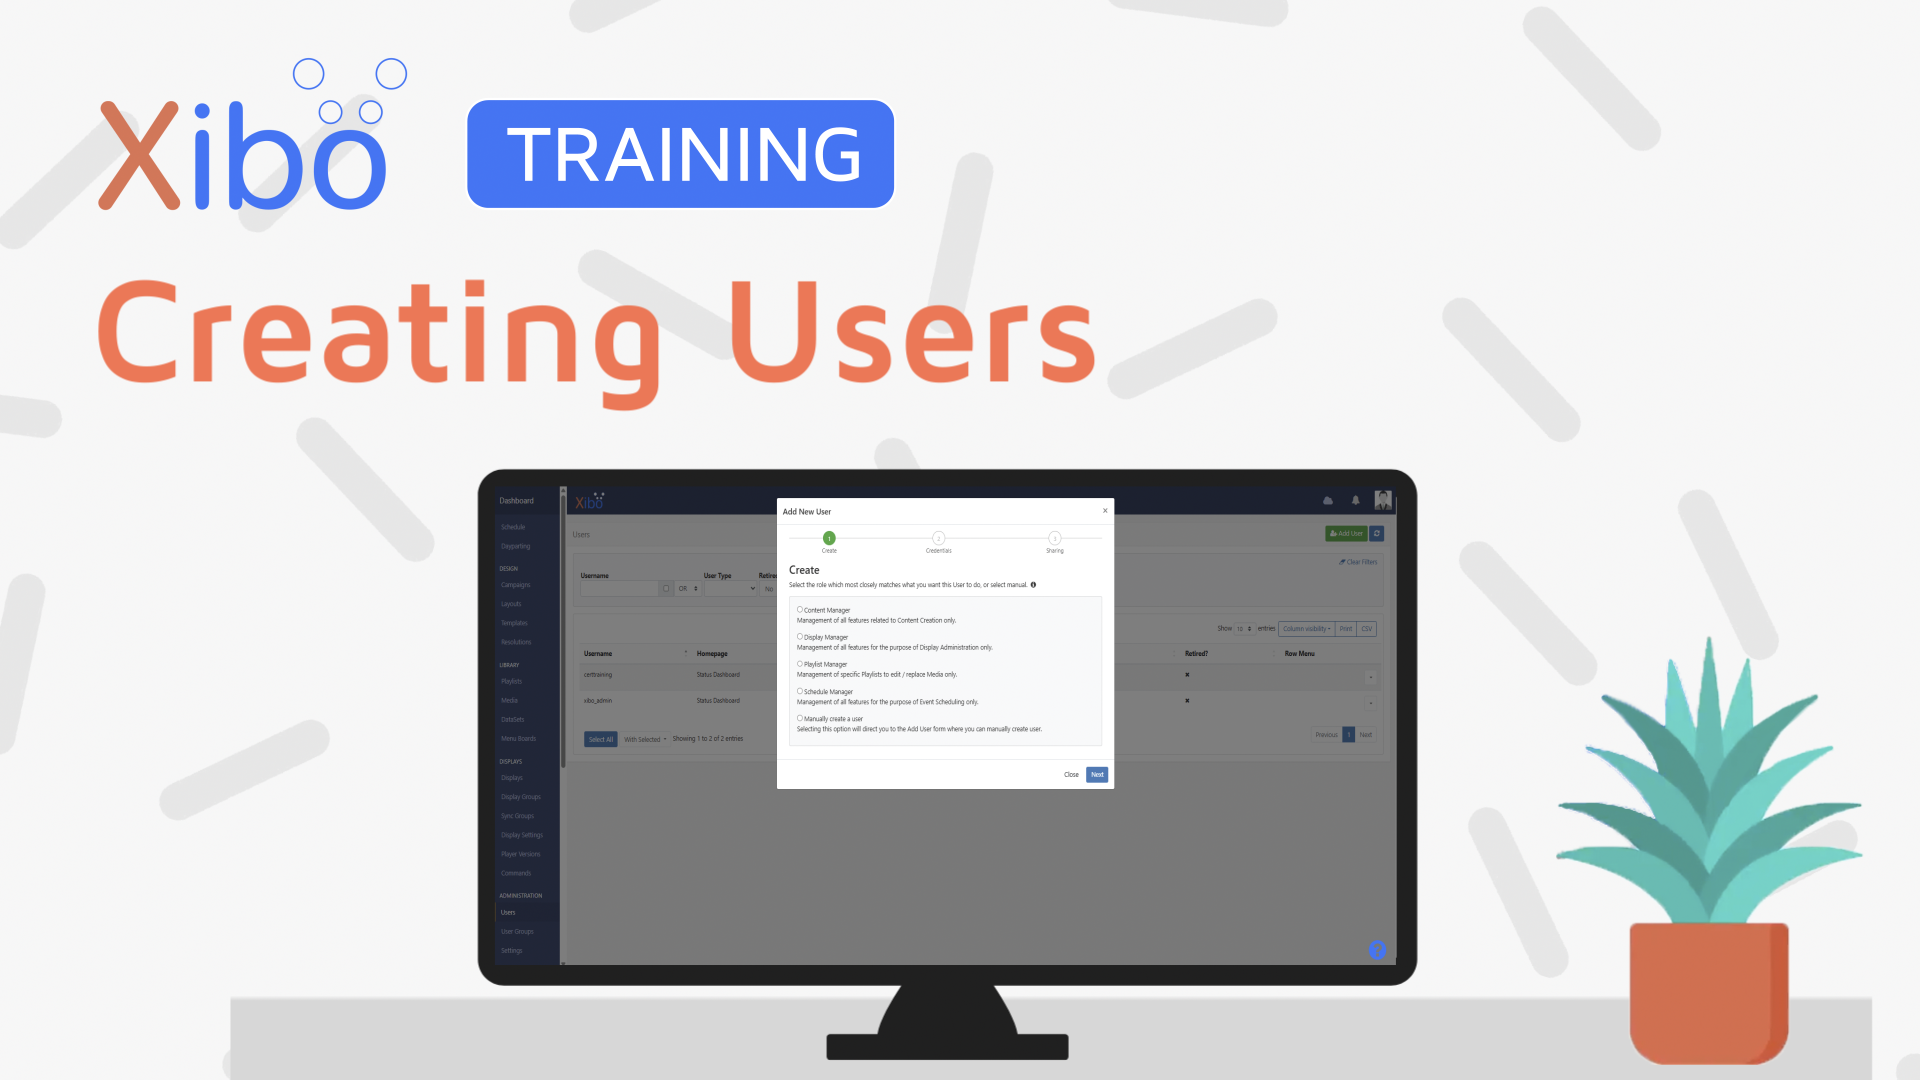 Xibo
TRAINING
Creating Users
Dashboard
Schedule
Dayparting
DESIGN
Campaigns
Layouts
Templates
Resolutions
LIBRARY
Playlists
Media
DataSets
Menu Boards
DISPLAYS
Displays
Display Groups
Sync Groups
Display Settings
Player Versions
Commands
ADMINISTRATION
Users
User Groups
Settings
Xibo
Users
Add User
Clear Filters
Username
OR
User Type
Retired
No
Show 10 entries Column visibility Print CSV
Username Homepage Retired? Row Menu
certtraining Status Dashboard
xibo_admin Status Dashboard
Select All With Selected Showing 1 to 2 of 2 entries
Previous 1 Next
Add New User ×
1 2 3
Create Credentials Sharing
Create
Select the role which most closely matches what you want this User to do, or select manual.
Content Manager
Management of all features related to Content Creation only.
Display Manager
Management of all features for the purpose of Display Administration only.
Playlist Manager
Management of specific Playlists to edit / replace Media only.
Schedule Manager
Management of all features for the purpose of Event Scheduling only.
Manually create a user
Selecting this option will direct you to the Add User form where you can manually create user.
Close Next
?